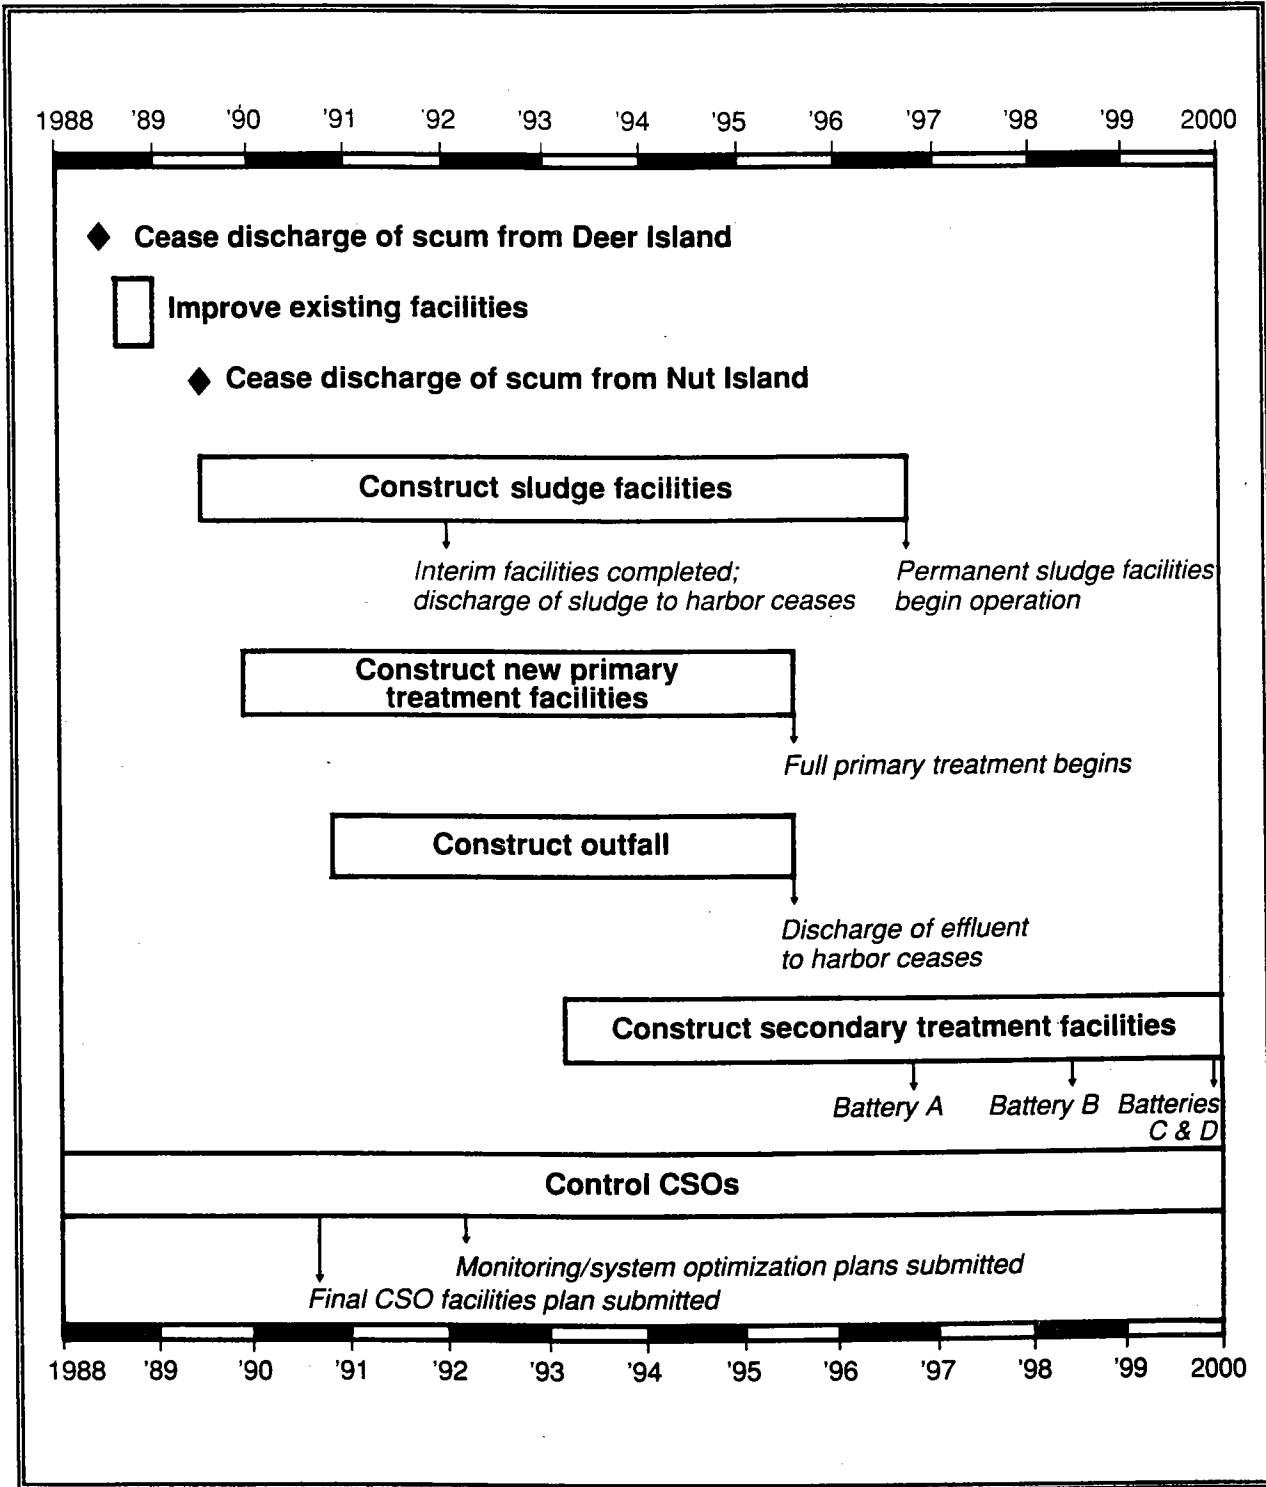 1988 '89 '90 '91 '92 '93 '94 '95 '96 '97 '98 '99 2000
Cease discharge of scum from Deer Island
Improve existing facilities
Cease discharge of scum from Nut Island
Construct sludge facilities
Interim facilities completed;
discharge of sludge to harbor ceases
Permanent sludge facilities
begin operation
Construct new primary
treatment facilities
Full primary treatment begins
Construct outfall
Discharge of effluent
to harbor ceases
Construct secondary treatment facilities
Battery A
Battery B
Batteries
C & D
Control CSOs
Monitoring/system optimization plans submitted
Final CSO facilities plan submitted
1988 '89 '90 '91 '92 '93 '94 '95 '96 '97 '98 '99 2000